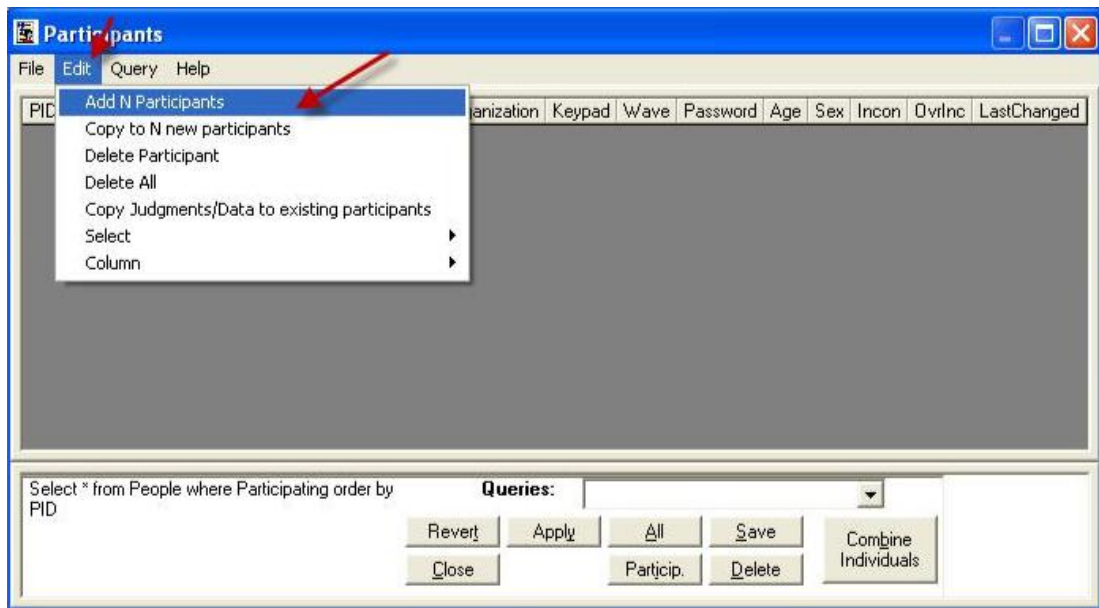 Participants
File Edit Query Help
Add N Participants
Copy to N new participants
Delete Participant
Delete All
Copy Judgments/Data to existing participants
Select
Column
PID Keypad Wave Password Age Sex Incon OvrInc LastChanged
Select * from People where Participating order by
PID
Queries:
Revert Apply All Save
Close Particip. Delete
Combine
Individuals